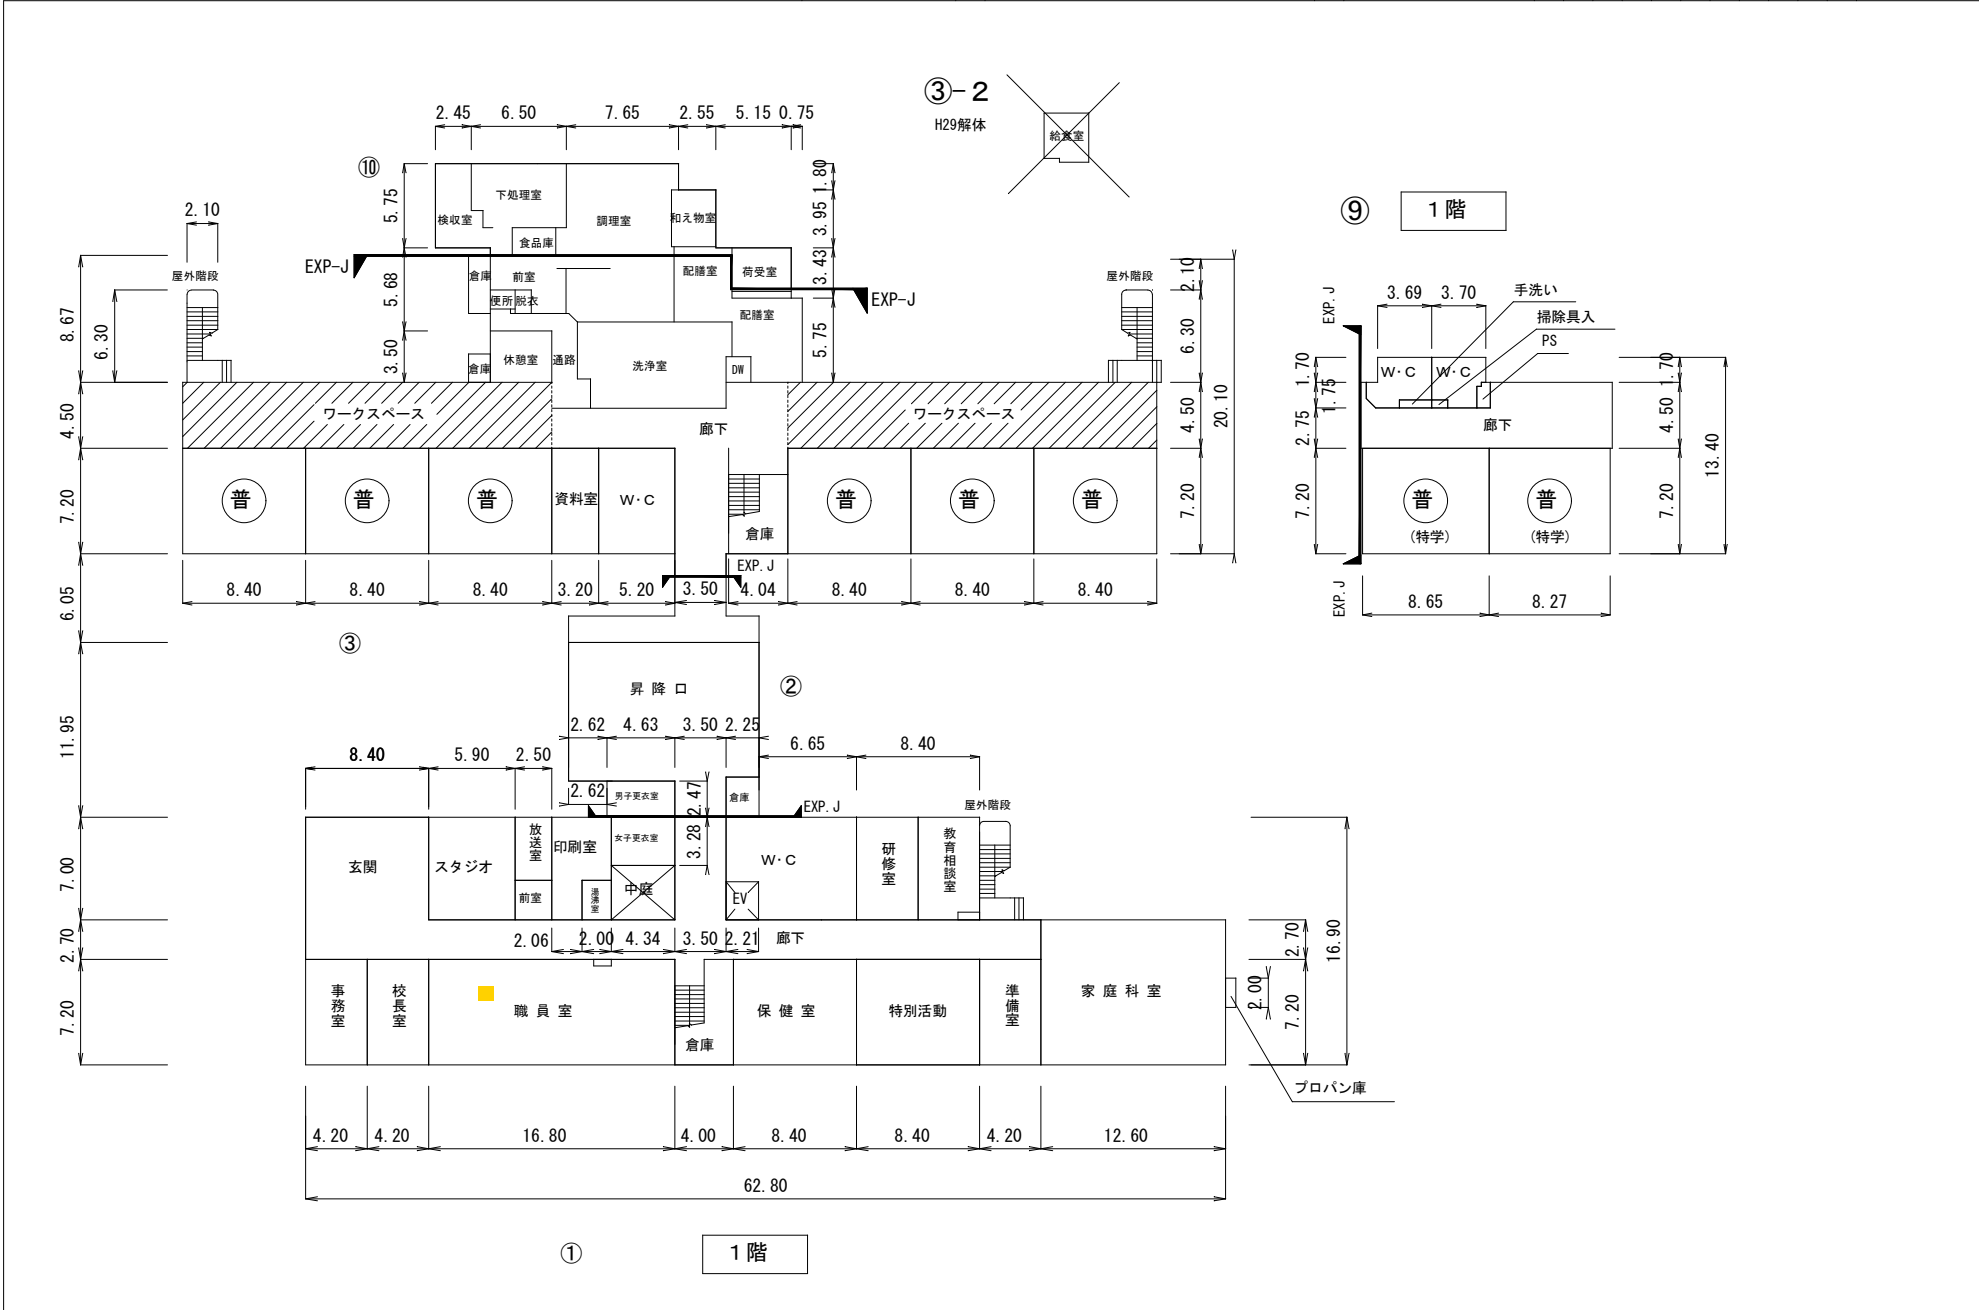 ③-2
H29解体
給食室
2.45 6.50 7.65 2.55 5.15 0.75
⑩
5.75
下処理室
検収室
調理室
和え物室
食品庫
1.80
3.95
3.43
5.75
EXP-J
EXP-J
5.68
3.50
倉庫
前室
配膳室
荷受室
便所
脱衣
配膳室
休憩室
通路
洗浄室
倉庫
DW
2.10
屋外階段
8.67
6.30
屋外階段
2.10
6.30
20.10
4.50
ワークスペース
廊下
ワークスペース
4.50
7.20
普 普 普 資料室 W・C 倉庫 普 普 普
7.20
EXP.J
8.40 8.40 8.40 3.20 5.20 3.50 4.04 8.40 8.40 8.40
6.05
⑨
1階
EXP.J
3.69 3.70
手洗い
掃除具入
PS
1.70
1.75
2.75
7.20
W・C W・C
廊下
1.70
4.50
7.20
13.40
普
(特学)
普
(特学)
EXP.J
8.65 8.27
③
②
11.95
昇降口
2.62 4.63 3.50 2.25
6.65 8.40
8.40 5.90 2.50
2.62
男子更衣室
2.47
倉庫
EXP.J
屋外階段
7.00
玄関
スタジオ
放送室
前室
印刷室
湯沸室
女子更衣室
中庭
3.28
W・C
EV
研修室
教育相談室
2.70
2.06 2.00 4.34 3.50 2.21
廊下
2.70
16.90
7.20
事務室
校長室
職員室
倉庫
保健室
特別活動
準備室
家庭科室
2.00
7.20
プロパン庫
4.20 4.20 16.80 4.00 8.40 8.40 4.20 12.60
62.80
①
1階